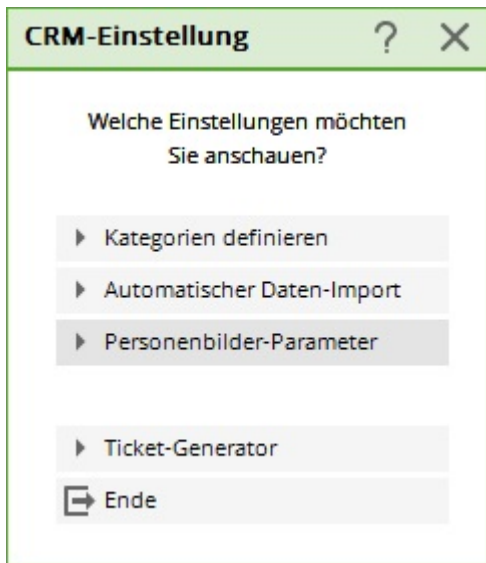 CRM-Einstellung ?
Welche Einstellungen möchten
Sie anschauen?
Kategorien definieren
Automatischer Daten-Import
Personenbilder-Parameter
Ticket-Generator
Ende